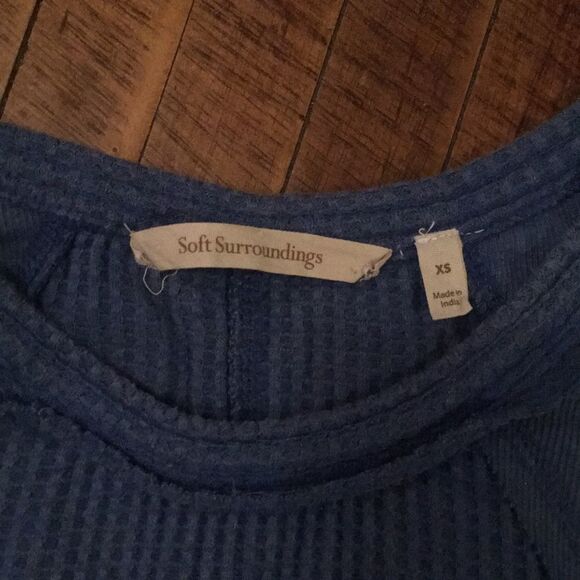 Soft Surroundings
XS
Made in
India